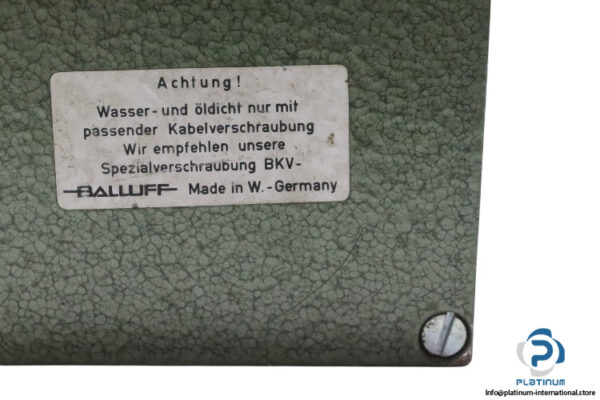 Achtung!
Wasser- und öldicht nur mit
passender Kabelverschraubung
Wir empfehlen unsere
Spezialverschraubung BKV-
BALLUFF Made in W.-Germany
PLATINUM
Info@platinum-international.store